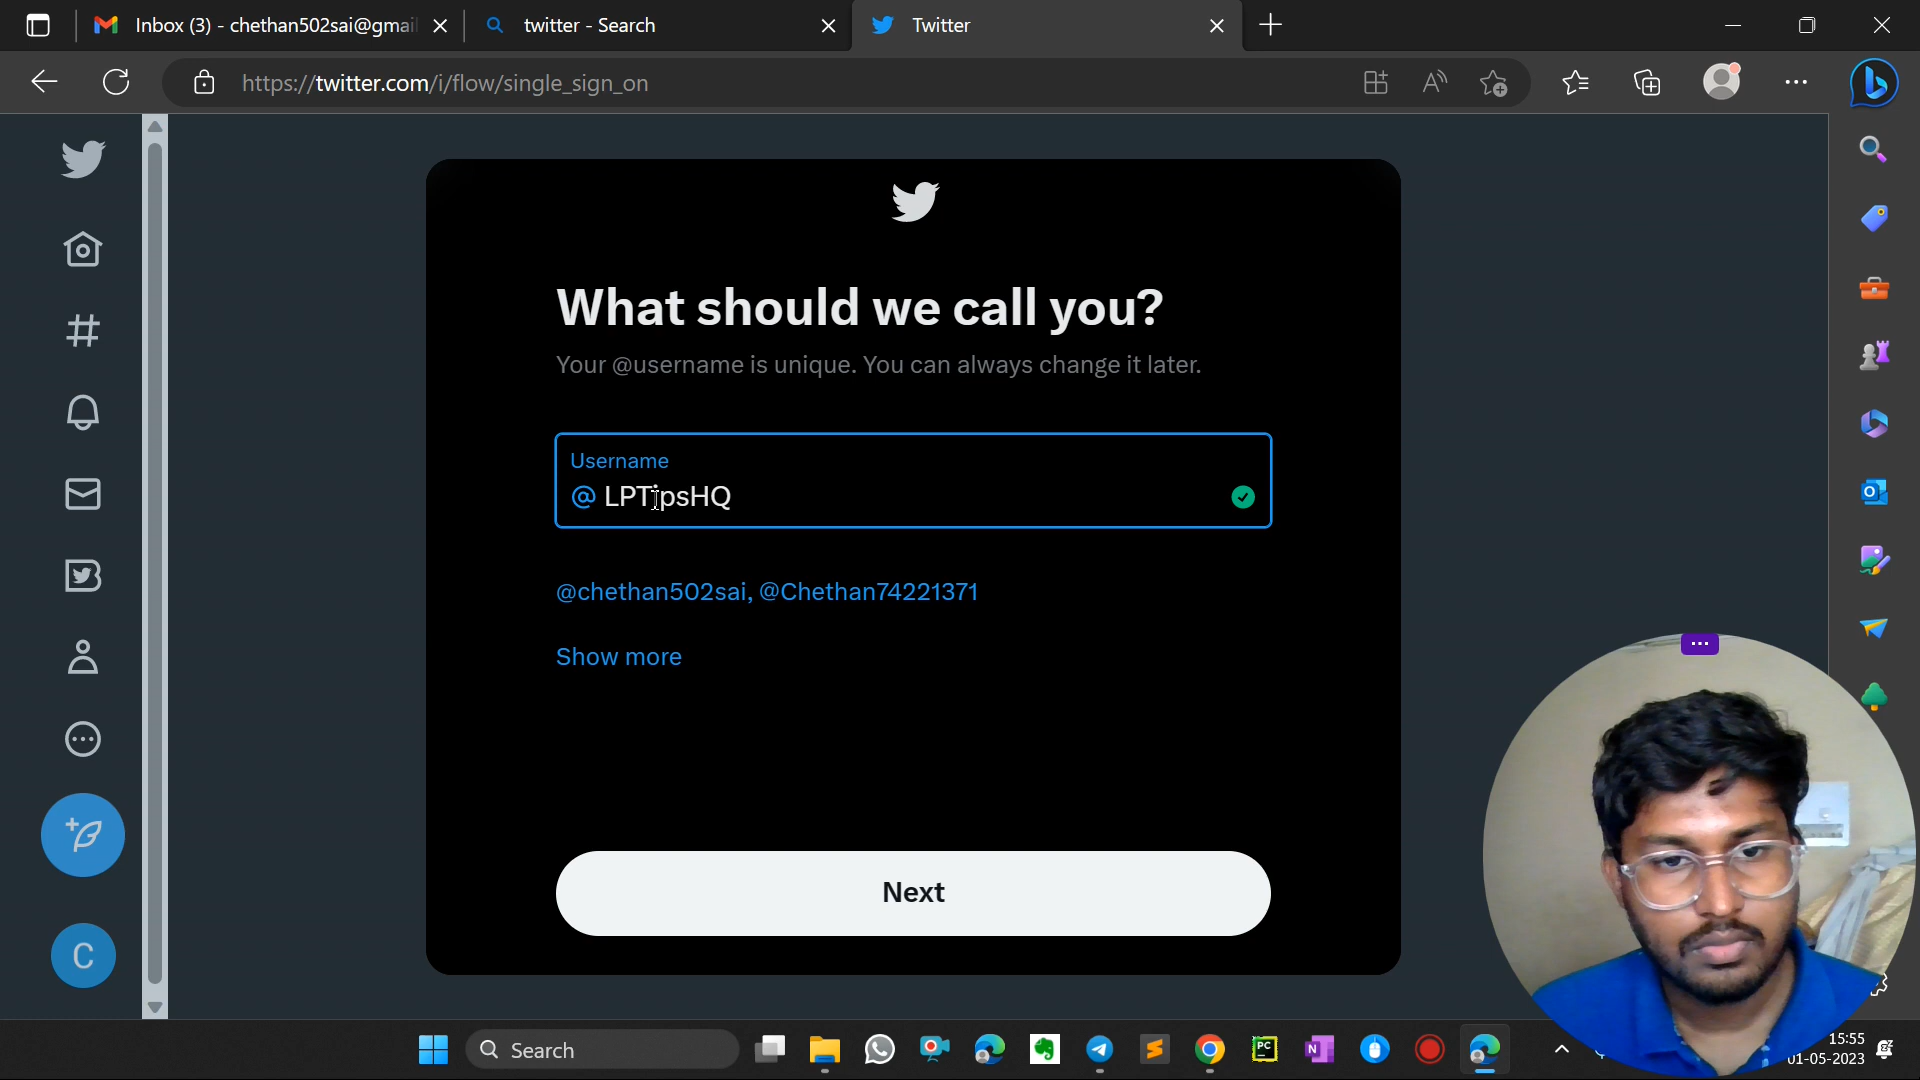 Inbox (3) - chethan502sai@gmai
twitter - Search
Twitter
https://twitter.com/i/flow/single_sign_on
What should we call you?
Your @username is unique. You can always change it later.
Username
@ LPTipsHQ
@chethan502sai, @Chethan74221371
Show more
Next
C
Search
PC
N
15:55
01-05-2023